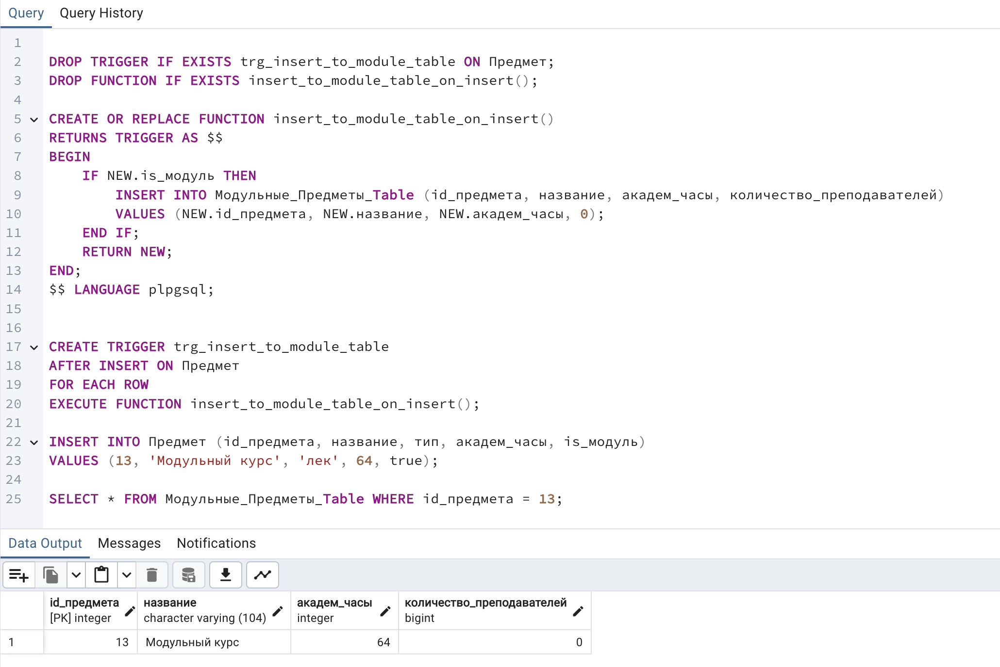 Query Query History
1
2 DROP TRIGGER IF EXISTS trg_insert_to_module_table ON Предмет;
3 DROP FUNCTION IF EXISTS insert_to_module_table_on_insert();
4
5 CREATE OR REPLACE FUNCTION insert_to_module_table_on_insert()
6 RETURNS TRIGGER AS $$
7 BEGIN
8 IF NEW.is_модуль THEN
9 INSERT INTO Модульные_Предметы_Table (id_предмета, название, академ_часы, количество_преподавателей)
10 VALUES (NEW.id_предмета, NEW.название, NEW.академ_часы, 0);
11 END IF;
12 RETURN NEW;
13 END;
14 $$ LANGUAGE plpgsql;
15
16
17 CREATE TRIGGER trg_insert_to_module_table
18 AFTER INSERT ON Предмет
19 FOR EACH ROW
20 EXECUTE FUNCTION insert_to_module_table_on_insert();
21
22 INSERT INTO Предмет (id_предмета, название, тип, академ_часы, is_модуль)
23 VALUES (13, 'Модульный курс', 'лек', 64, true);
24
25 SELECT * FROM Модульные_Предметы_Table WHERE id_предмета = 13;
Data Output Messages Notifications
id_предмета название академ_часы количество_преподавателей
[PK] integer character varying (104) integer bigint
1 13 Модульный курс 64 0